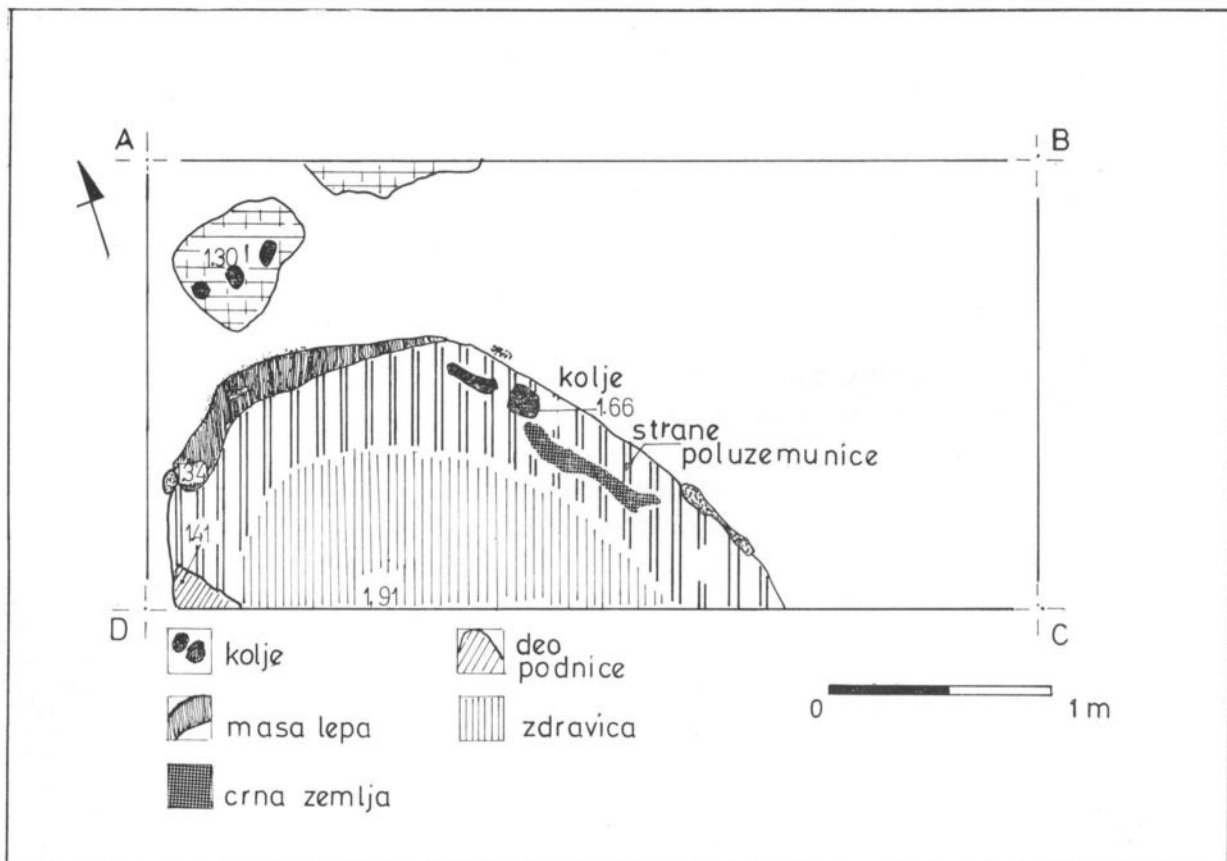 A
B
1.30
kolje
1.66
strane
poluzemunice
1.34
1.41
1.91
D
C
kolje
deo
podnice
masa lepa
zdravica
0
1 m
crna zemlja